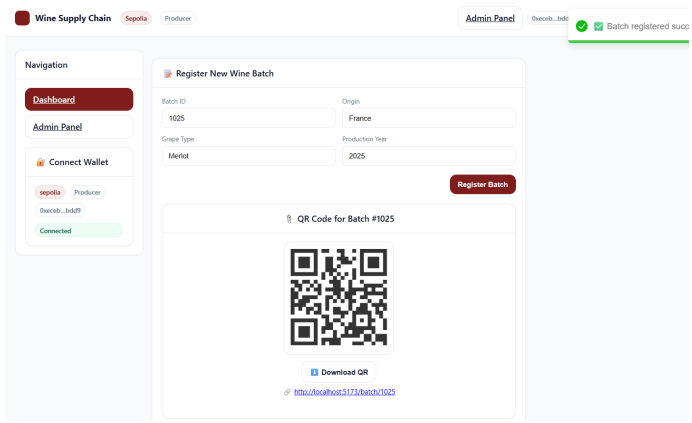 Wine Supply Chain Sepolia Producer Admin Panel 0xeceb...bdd
✅ Batch registered succ
Navigation
Dashboard
Admin Panel
🔐 Connect Wallet
sepolia Producer
0xeceb...bdd9
Connected
📝 Register New Wine Batch
Batch ID Origin
1025 France
Grape Type Production Year
Merlot 2025
Register Batch
📎 QR Code for Batch #1025
⬇️ Download QR
🔗 http://localhost:5173/batch/1025